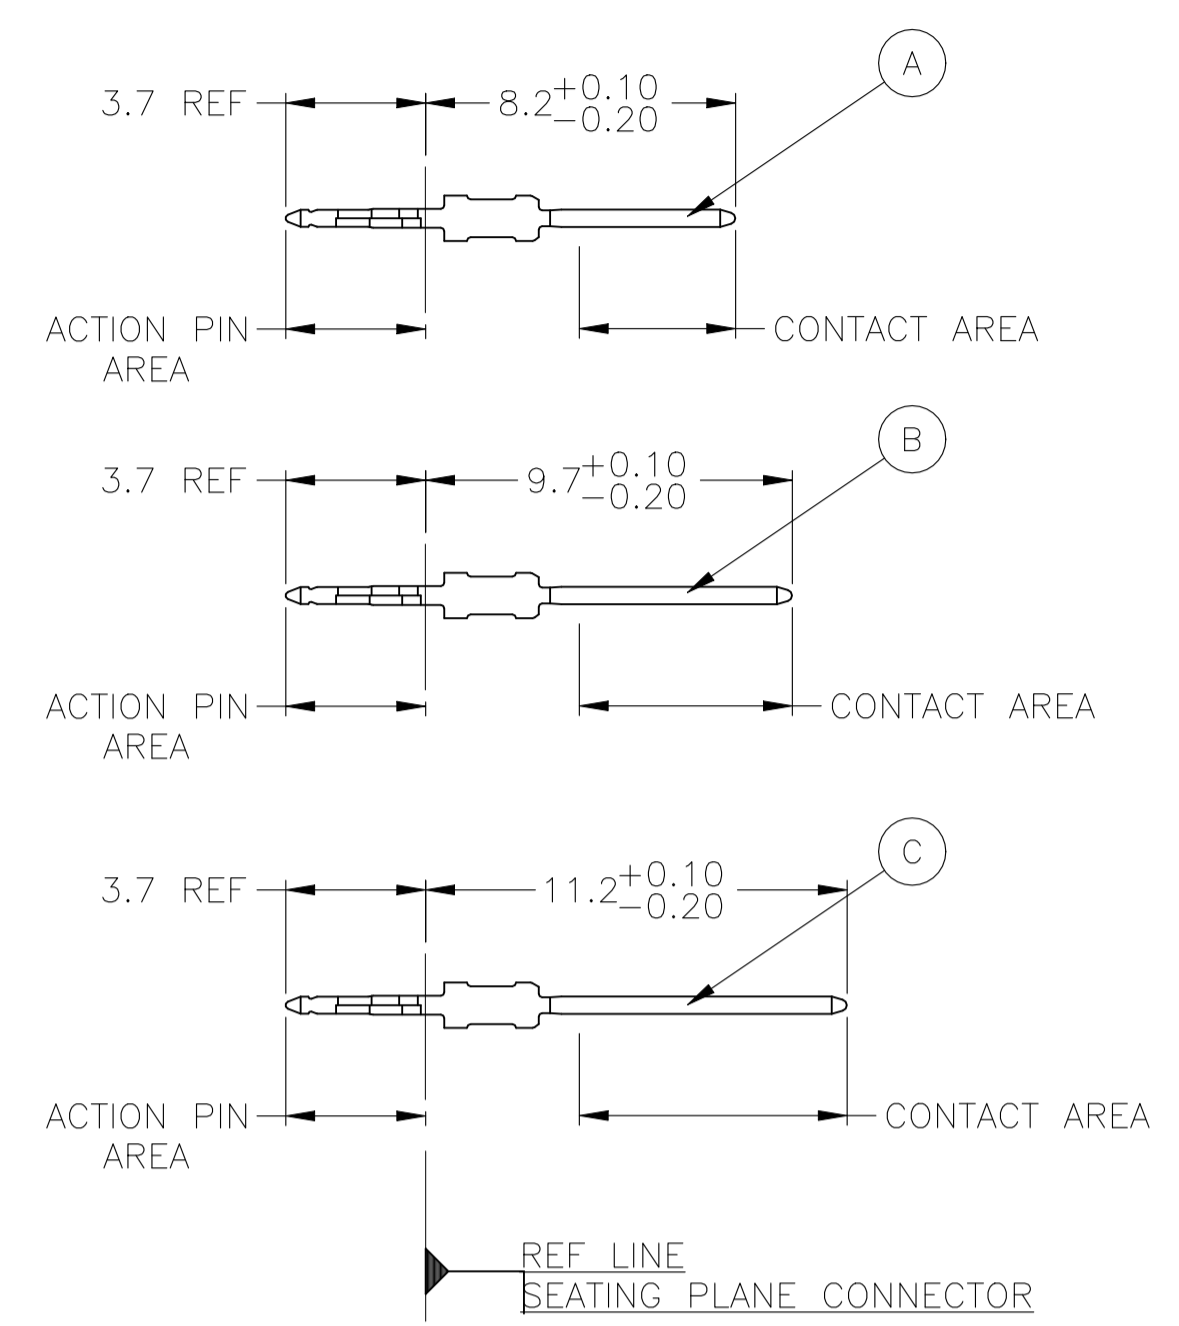 A
3.7 REF 8.2 +0.10
−0.20
ACTION PIN
AREA
CONTACT AREA
B
3.7 REF 9.7 +0.10
−0.20
ACTION PIN
AREA
CONTACT AREA
C
3.7 REF 11.2 +0.10
−0.20
ACTION PIN
AREA
CONTACT AREA
REF LINE
SEATING PLANE CONNECTOR